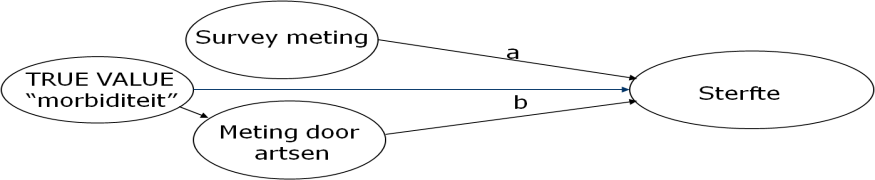 Survey meting
a
TRUE VALUE
“morbiditeit”
Sterfte
b
Meting door
artsen